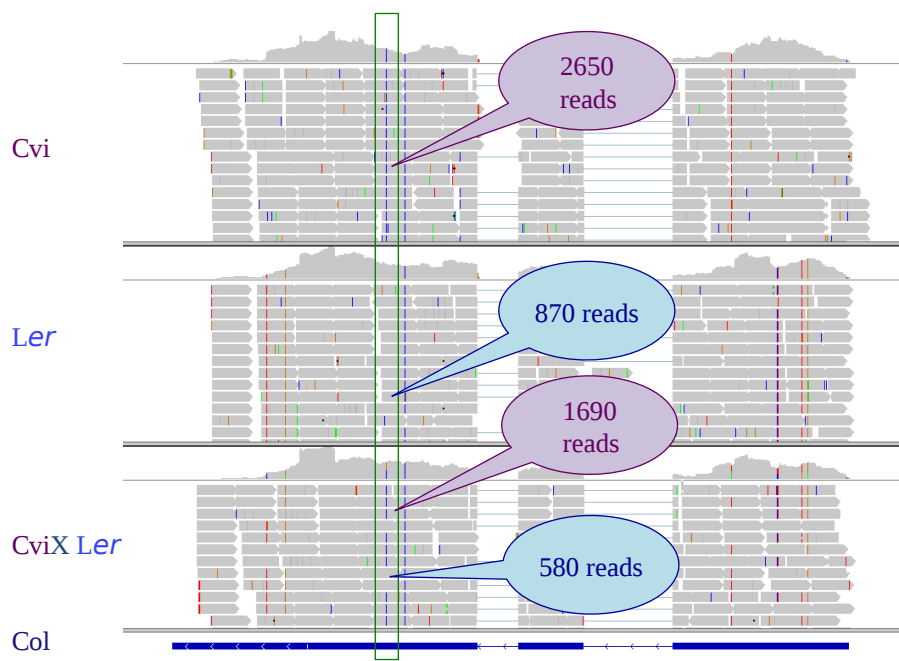 2650
reads
Cvi
870 reads
Ler
1690
reads
CviX Ler
580 reads
Col